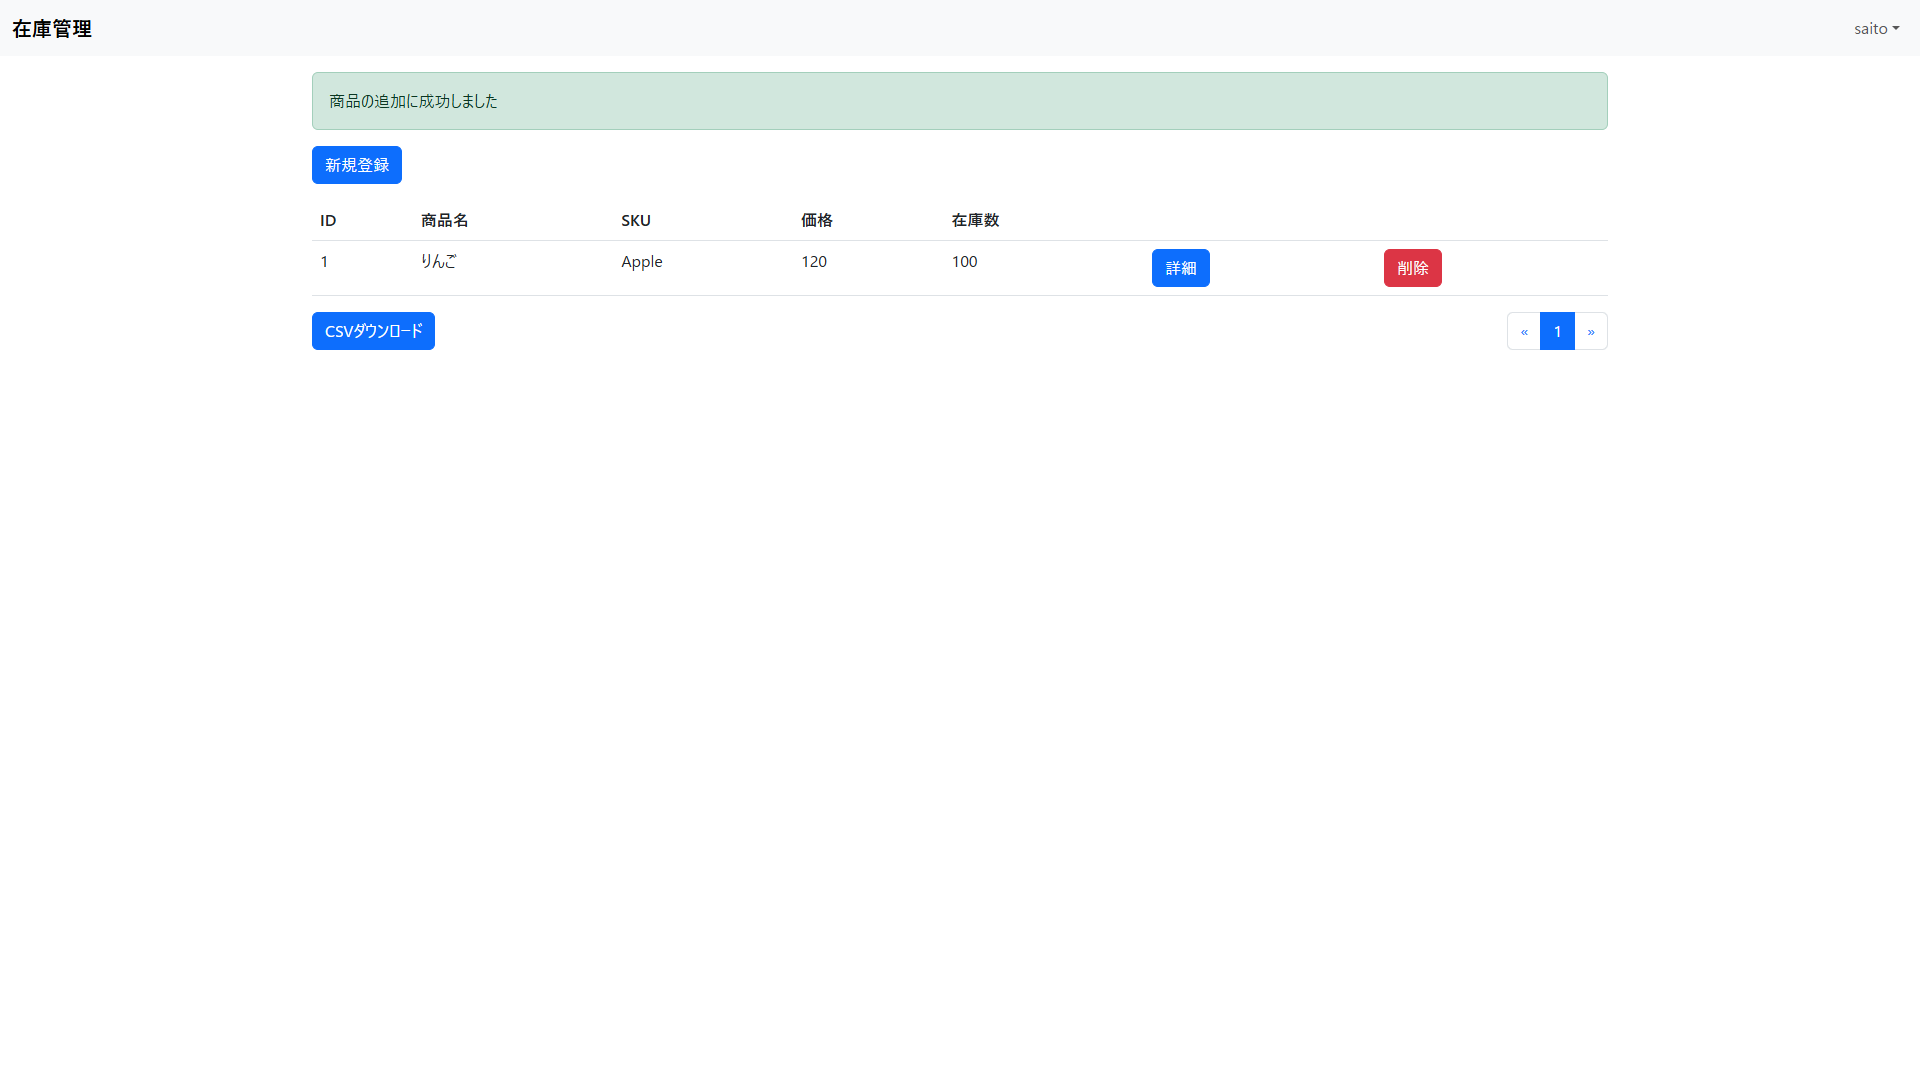 在庫管理
saito
商品の追加に成功しました
新規登録
ID 商品名 SKU 価格 在庫数
1 りんご Apple 120 100 詳細 削除
CSVダウンロード
« 1 »